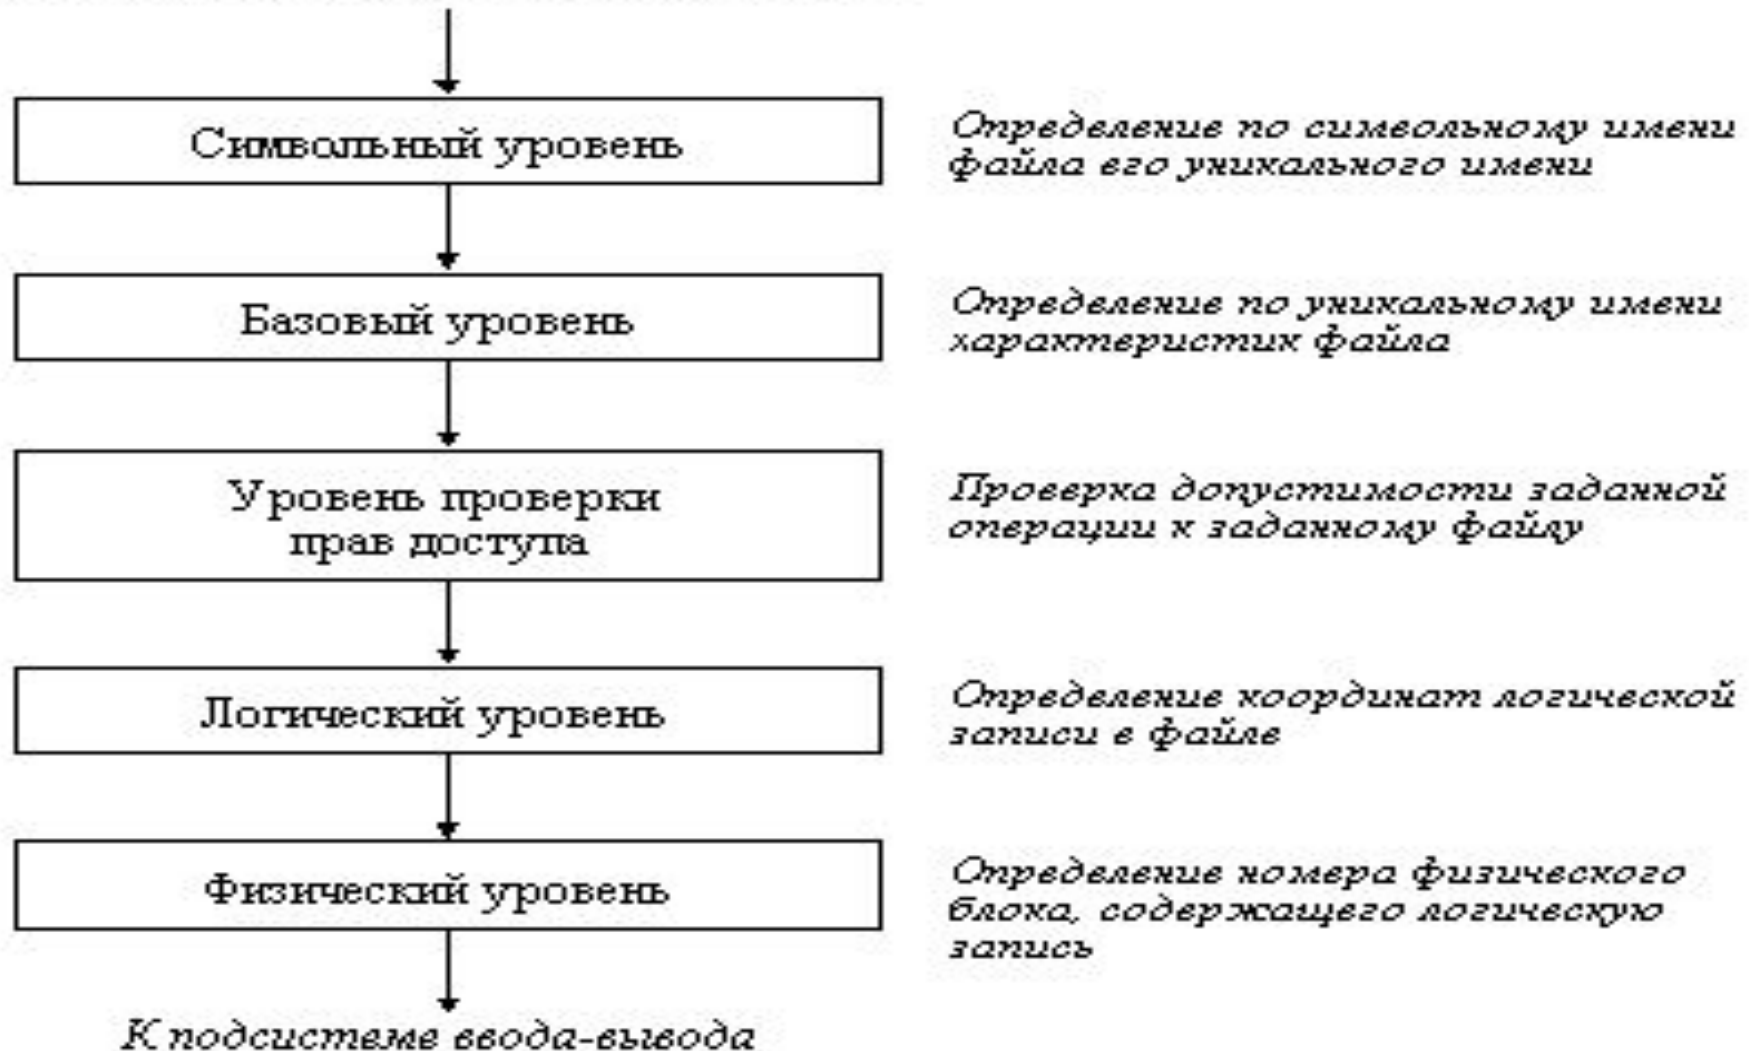 Символьный уровень
Определение по символьному имени
файла его уникального имени
Базовый уровень
Определение по уникальному имени
характеристик файла
Уровень проверки
прав доступа
Проверка допустимости заданной
операции к заданному файлу
Логический уровень
Определение координат логической
записи в файле
Физический уровень
Определение номера физического
блока, содержащего логическую
запись
К подсистеме ввода-вывода